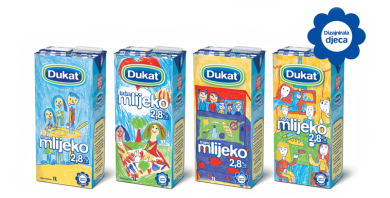 Dizajnirala
djeca
Dukat
mlijeko
2,8%
Dukat
mlijeko
2,8%
Dukat
mlijeko
2,8%
Dukat
mlijeko
2,8%